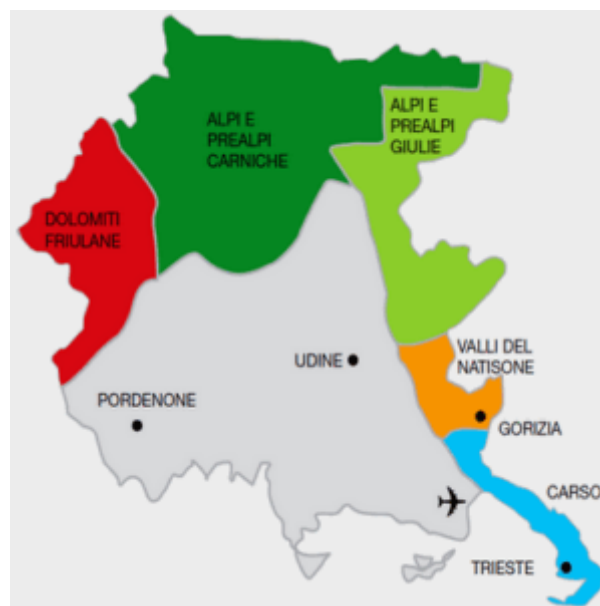 ALPI E
PREALPI
CARNICHE
ALPI E
PREALPI
GIULIE
DOLOMITI
FRIULANE
VALLI DEL
NATISONE
UDINE
PORDENONE
GORIZIA
CARSO
TRIESTE